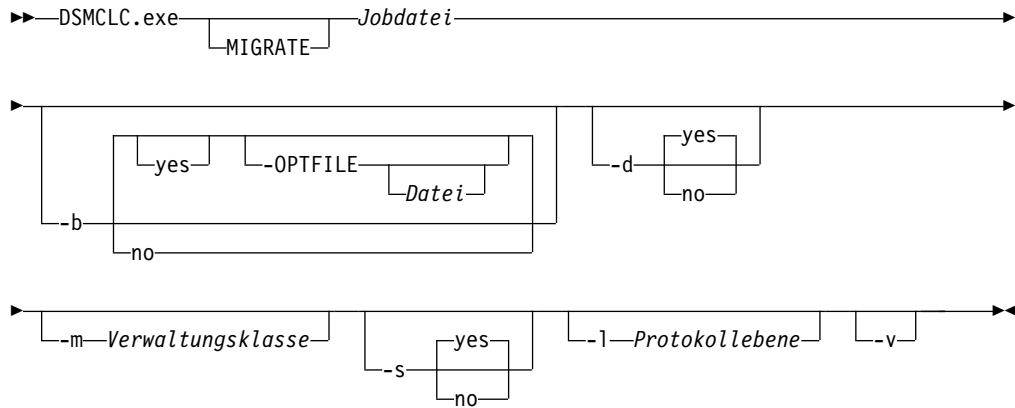 DSMCLC.exe Jobdatei
MIGRATE
yes
yes -OPTFILE -d
Datei no
-b
no
-m Verwaltungsklasse yes -l Protokollebene -v
-s
no